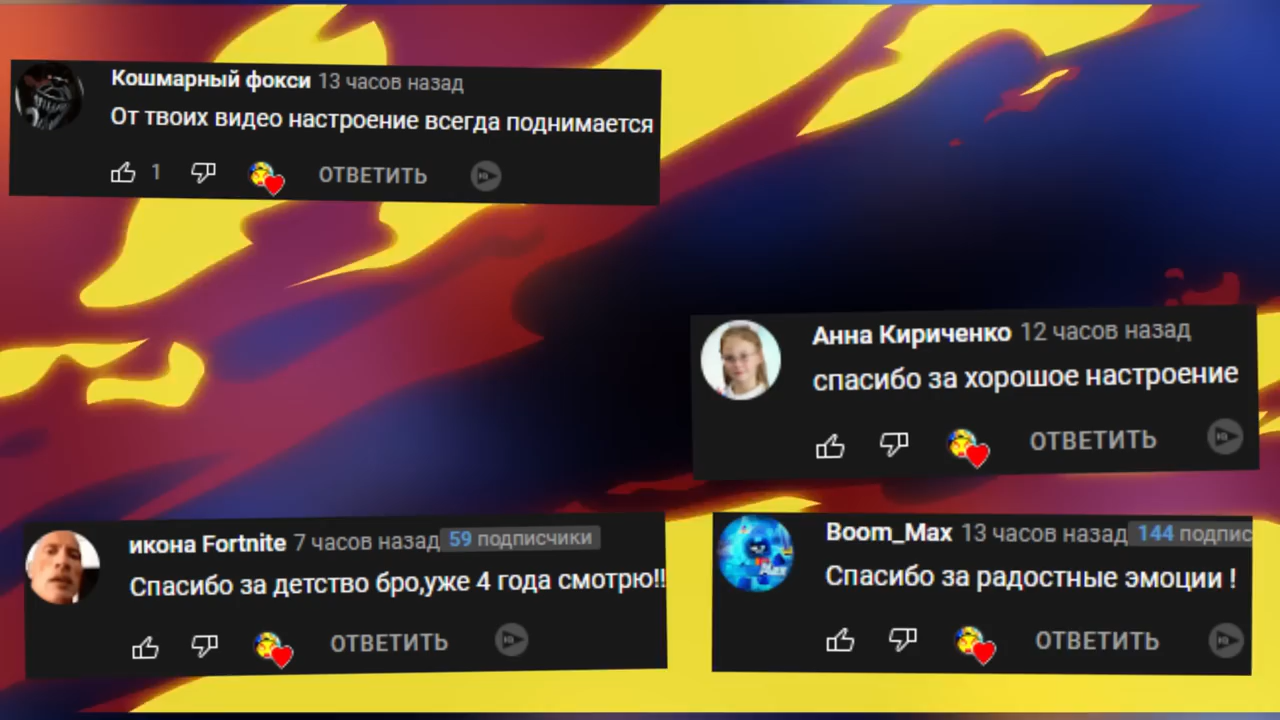 Кошмарный фокси 13 часов назад
От твоих видео настроение всегда поднимается
1 ОТВЕТИТЬ
Анна Кириченко 12 часов назад
спасибо за хорошое настроение
ОТВЕТИТЬ
икона Fortnite 7 часов назад 59 подписчики
Спасибо за детство бро,уже 4 года смотрю!!
ОТВЕТИТЬ
Boom_Max 13 часов назад 144 подпис
Спасибо за радостные эмоции !
ОТВЕТИТЬ